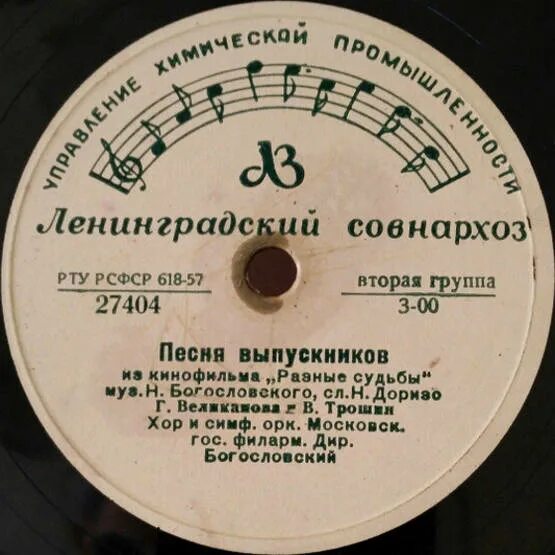 УПРАВЛЕНИЕ ХИМИЧЕСКОЙ ПРОМЫШЛЕННОСТИ
ЛЗ
Ленинградский совнархоз
РТУ РСФСР 618-57
27404
вторая группа
3-00
Песня выпускников
из кинофильма „Разные судьбы"
муз. Н. Богословского, сл. Н. Доризо
Г. Великанова и В. Трошин
Хор и симф. орк. Московск.
гос. филарм. Дир.
Богословский